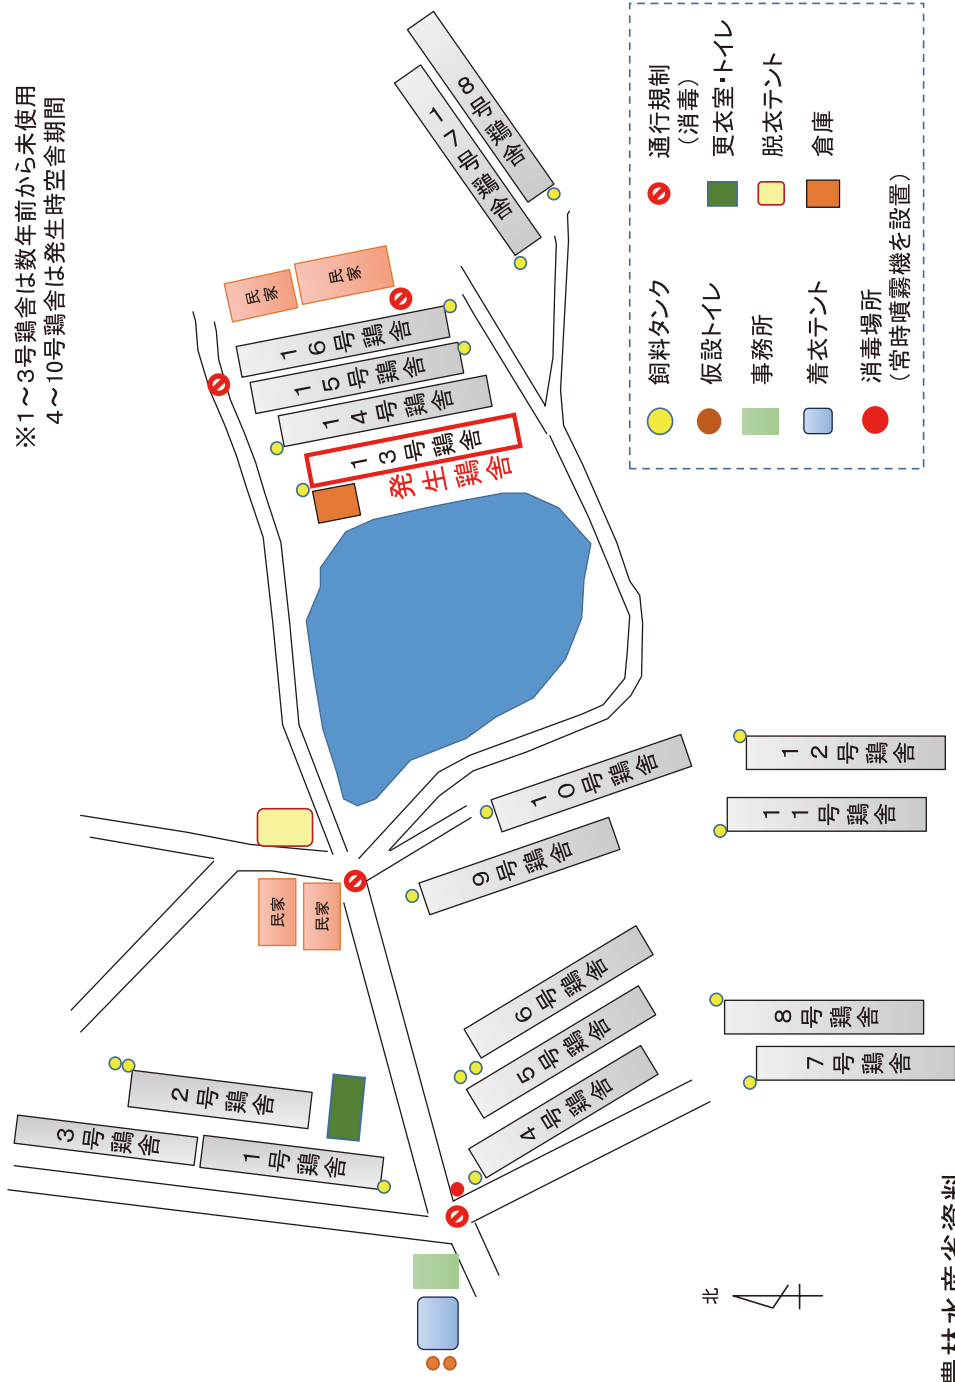 ※１～３号鶏舎は数年前から未使用
４～10号鶏舎は発生時空舎期間
３号鶏舎
２号鶏舎
１号鶏舎
民家
民家
民家
民家
１６号鶏舎
１５号鶏舎
１４号鶏舎
１３号鶏舎
発生鶏舎
１７号鶏舎
８号鶏舎
６号鶏舎
５号鶏舎
４号鶏舎
９号鶏舎
１０号鶏舎
８号鶏舎
７号鶏舎
１２号鶏舎
１１号鶏舎
北
飼料タンク
仮設トイレ
事務所
着衣テント
消毒場所
（常時噴霧機を設置）
通行規制
（消毒）
更衣室・トイレ
脱衣テント
倉庫
農林水産省資料